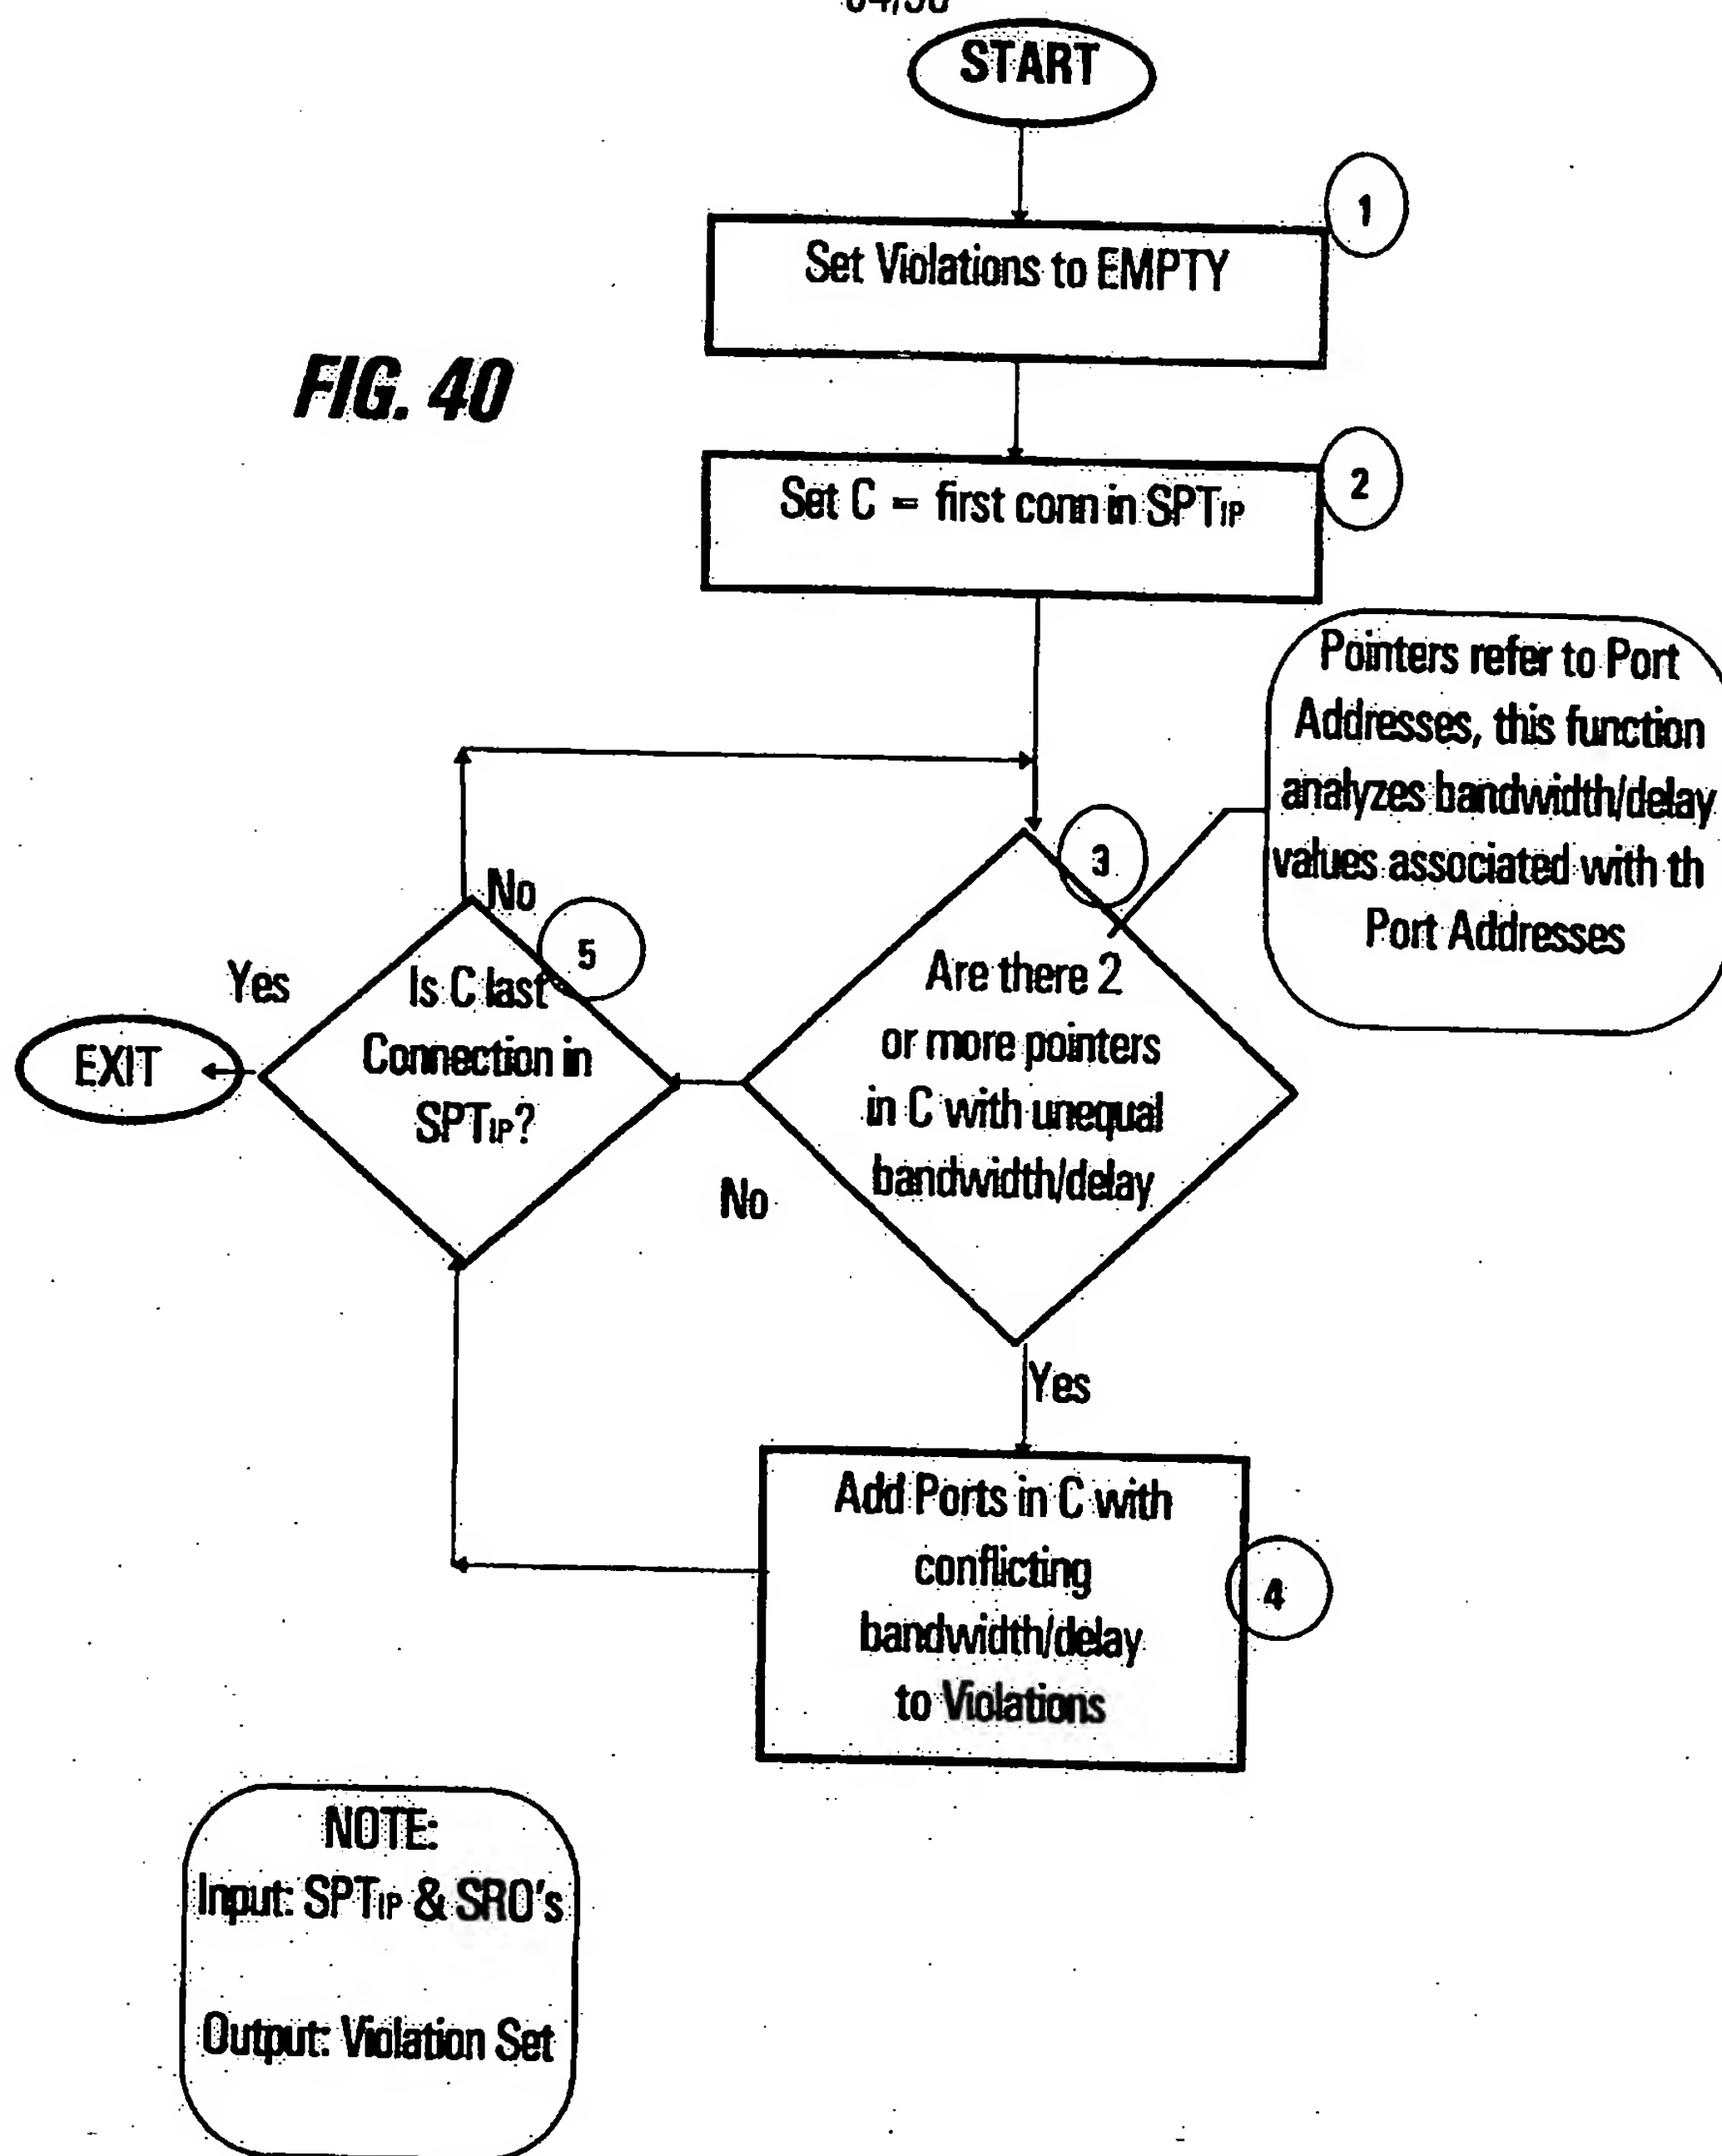 START
1
Set Violations to EMPTY
FIG. 40
2
Set C = first conn in SPTIP
Pointers refer to Port
Addresses, this function
analyzes bandwidth/delay
values associated with th
Port Addresses
3
No
5
Yes
Is C last
Connection in
SPTIP?
EXIT
Are there 2
or more pointers
in C with unequal
bandwidth/delay
No
Yes
Add Ports in C with
conflicting
bandwidth/delay
to Violations
4
NOTE:
Input: SPTIP & SRO's
Output: Violation Set